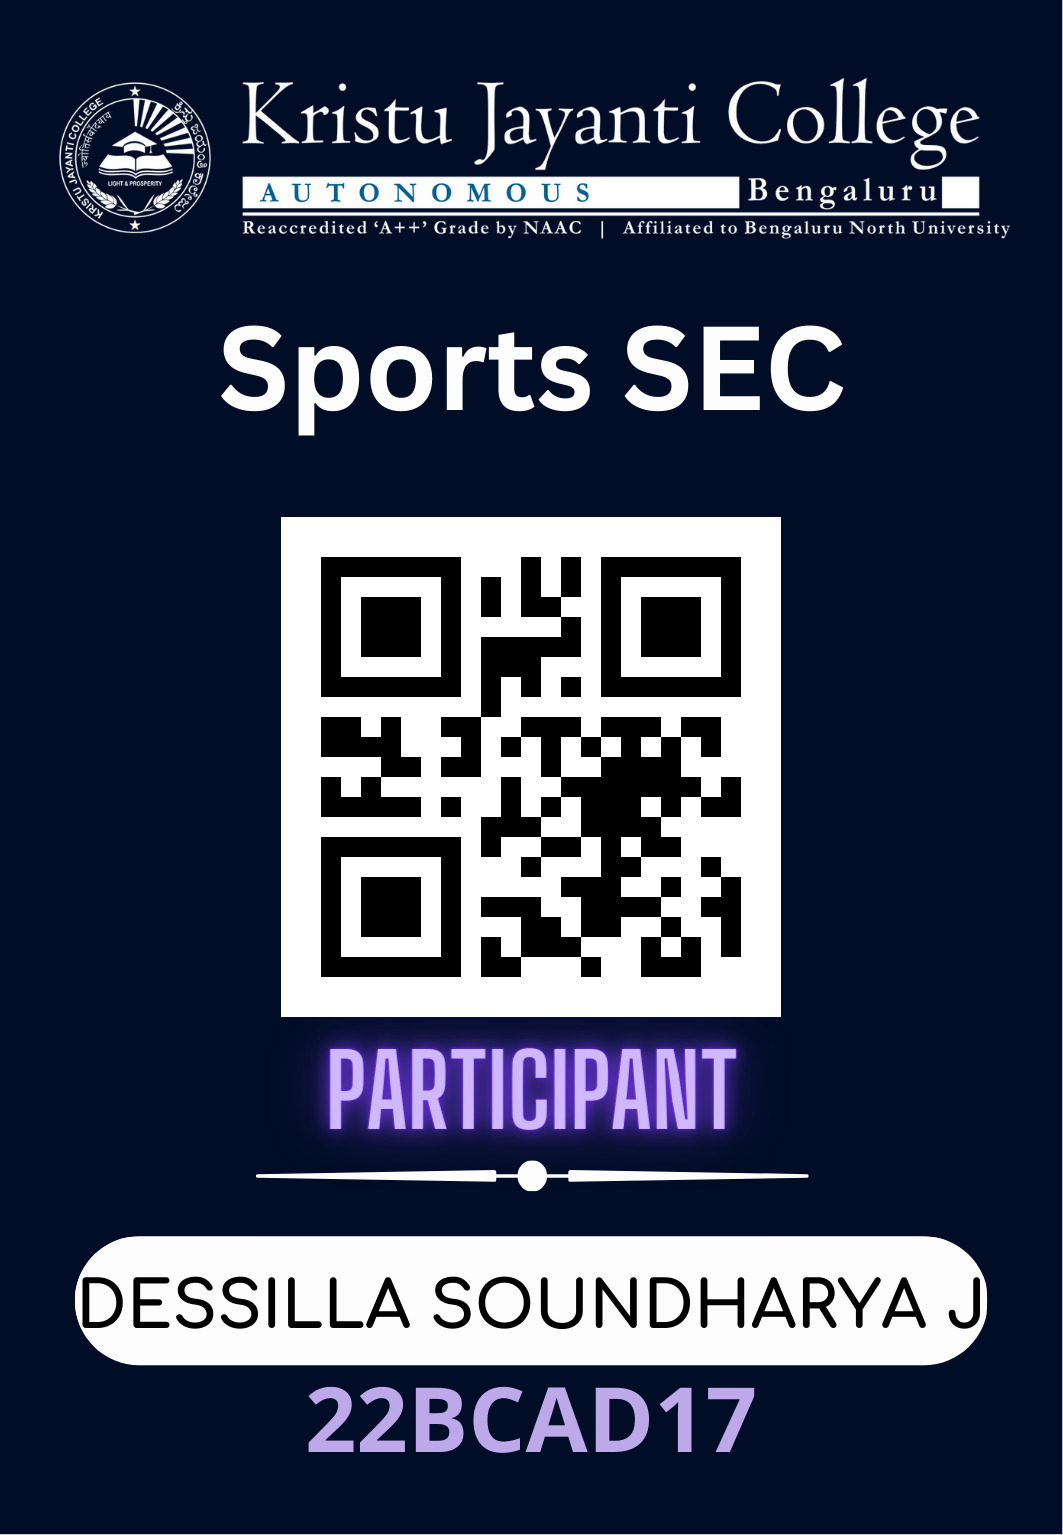 Kristu Jayanti College
AUTONOMOUS Bengaluru
Reaccredited ‘A++’ Grade by NAAC | Affiliated to Bengaluru North University
KRISTU JAYANTI COLLEGE
LIGHT & PROSPERITY
Sports SEC
PARTICIPANT
DESSILLA SOUNDHARYA J
22BCAD17